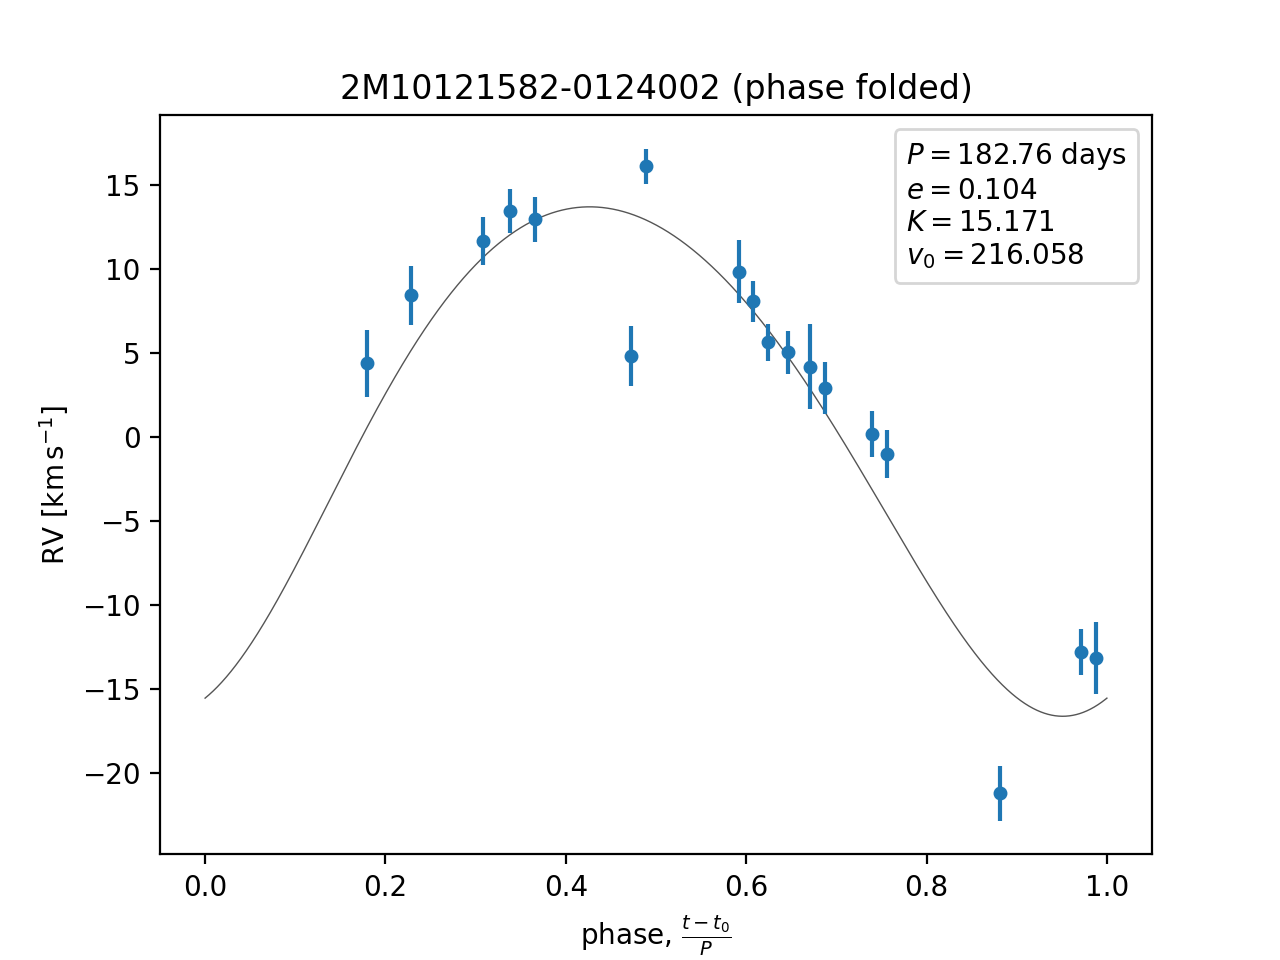 2M10121582-0124002 (phase folded)
P = 182.76 days
e = 0.104
K = 15.171
v₀ = 216.058
RV [km s⁻¹]
15
10
5
0
−5
−10
−15
−20
0.0 0.2 0.4 0.6 0.8 1.0
phase, (t − t₀)/P